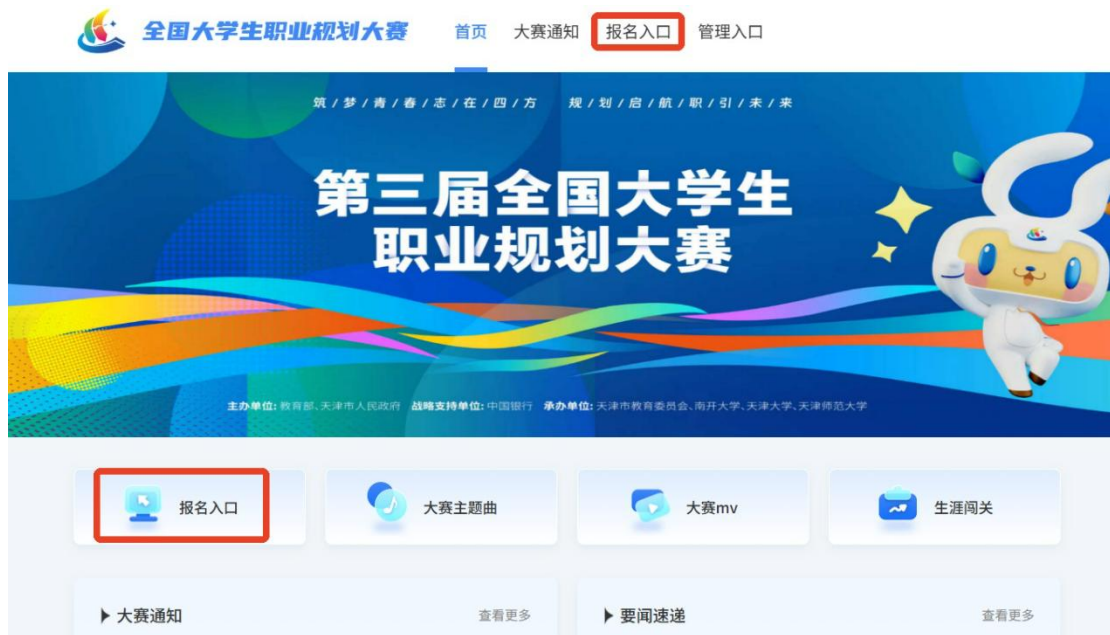 全国大学生职业规划大赛 首页 大赛通知 报名入口 管理入口
筑/梦/青/春/志/在/四/方 规/划/启/航/职/引/未/来
第三届全国大学生
职业规划大赛
主办单位:教育部、天津市人民政府 战略支持单位:中国银行 承办单位:天津市教育委员会、南开大学、天津大学、天津师范大学
报名入口 大赛主题曲 大赛mv 生涯闯关
大赛通知 查看更多 要闻速递 查看更多